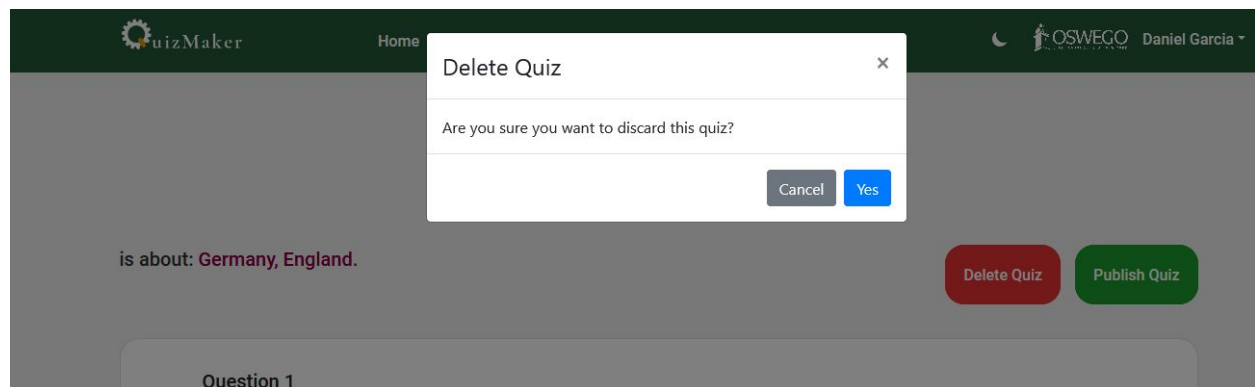 QuizMaker
Home
OSWEGO
Daniel Garcia
Delete Quiz
×
Are you sure you want to discard this quiz?
Cancel
Yes
is about: Germany, England.
Delete Quiz
Publish Quiz
Question 1